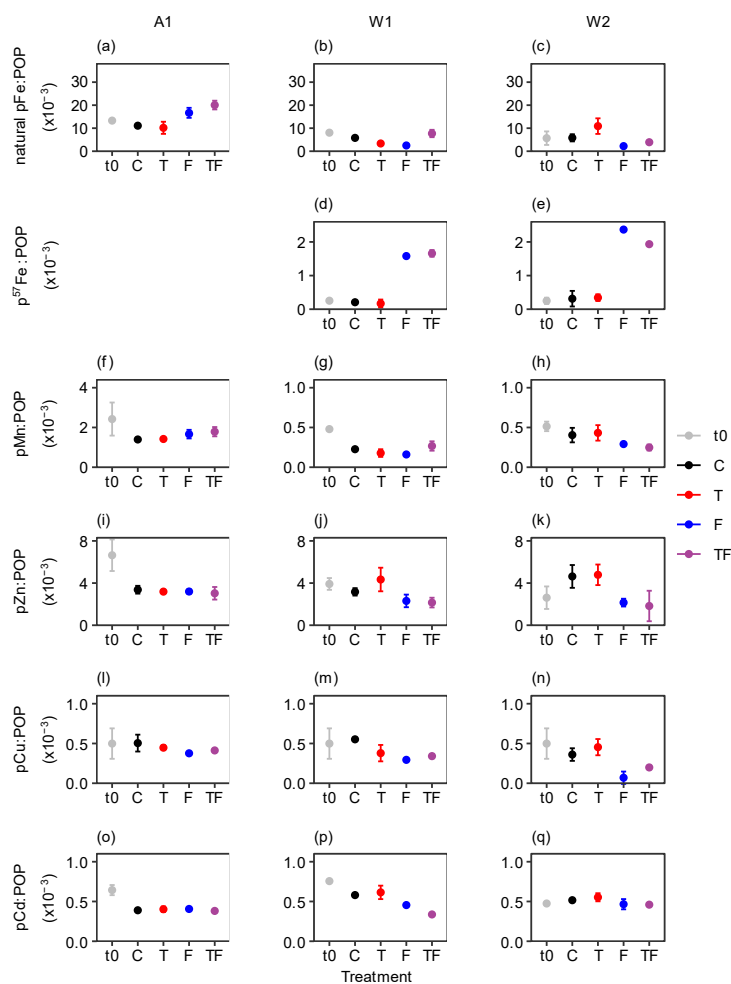 A1 W1 W2
(a) (b) (c)
natural pFe:POP
(x10⁻³)
30 30 30
20 20 20
10 10 10
0 0 0
t0 C T F TF t0 C T F TF t0 C T F TF
(d) (e)
p⁵⁷Fe:POP
(x10⁻³)
2 2
1 1
0 0
t0 C T F TF t0 C T F TF
(f) (g) (h)
pMn:POP
(x10⁻³)
4 1.0 1.0
2 0.5 0.5
0 0.0 0.0
t0 C T F TF t0 C T F TF t0 C T F TF
t0
C
T
F
TF
(i) (j) (k)
pZn:POP
(x10⁻³)
8 8 8
4 4 4
0 0 0
t0 C T F TF t0 C T F TF t0 C T F TF
(l) (m) (n)
pCu:POP
(x10⁻³)
1.0 1.0 1.0
0.5 0.5 0.5
0.0 0.0 0.0
t0 C T F TF t0 C T F TF t0 C T F TF
(o) (p) (q)
pCd:POP
(x10⁻³)
1.0 1.0 1.0
0.5 0.5 0.5
0.0 0.0 0.0
t0 C T F TF t0 C T F TF t0 C T F TF
Treatment